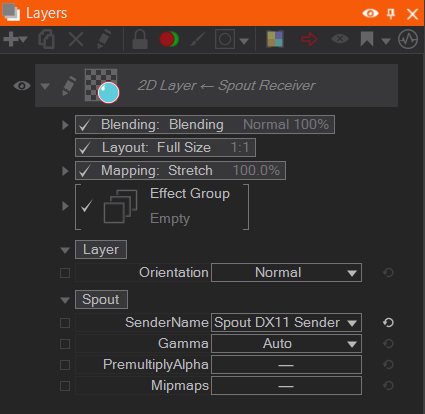 Layers
2D Layer ← Spout Receiver
Blending: Blending Normal 100%
Layout: Full Size 1:1
Mapping: Stretch 100.0%
Effect Group
Empty
Layer
Orientation Normal
Spout
SenderName Spout DX11 Sender
Gamma Auto
PremultiplyAlpha —
Mipmaps —